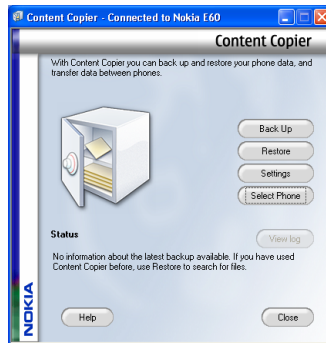 Content Copier - Connected to Nokia E60
Content Copier
With Content Copier you can back up and restore your phone data, and
transfer data between phones.
Back Up
Restore
Settings
Select Phone
Status
View log
No information about the latest backup available. If you have used
Content Copier before, use Restore to search for files.
NOKIA
Help
Close